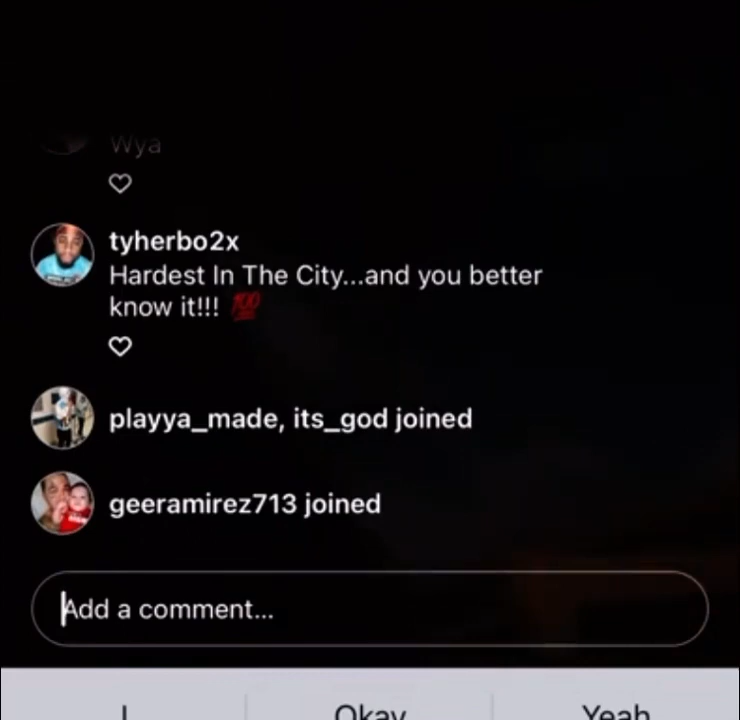 Wya
tyherbo2x
Hardest In The City...and you better
know it!!! 💯
playya_made, its_god joined
geeramirez713 joined
Add a comment...
I Okay Yeah